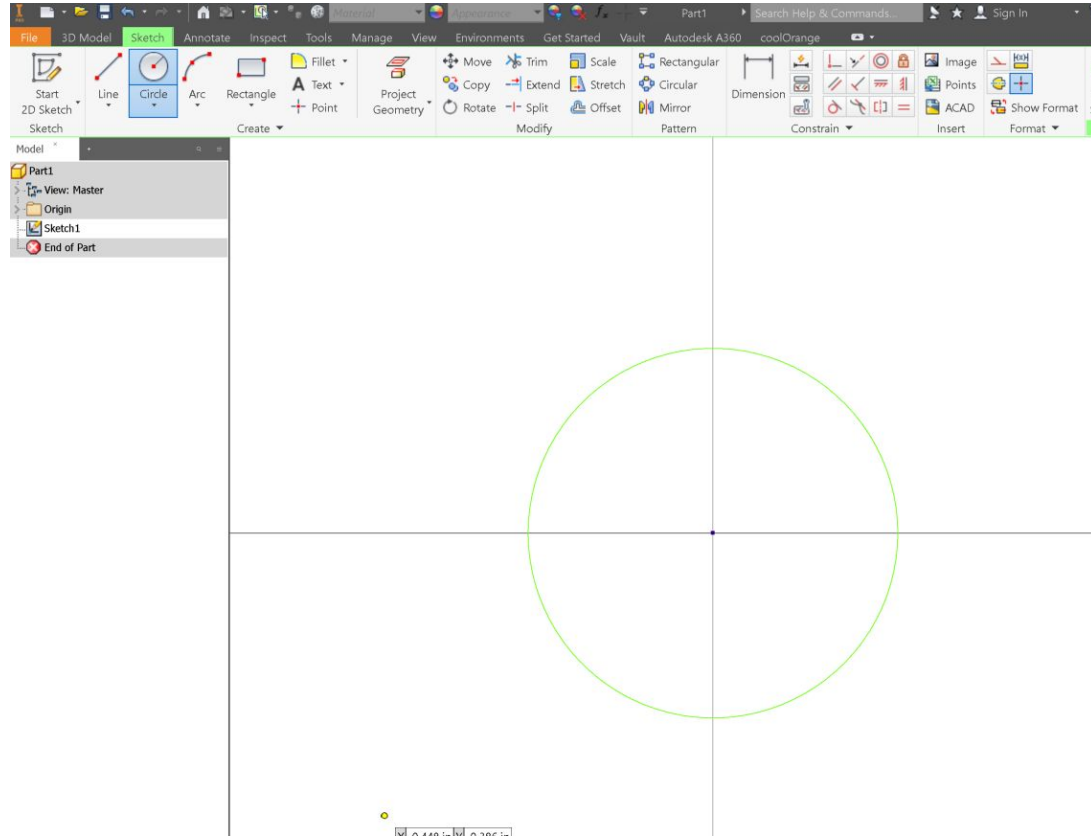 Material Appearance Part1 Search Help & Commands... Sign In
File 3D Model Sketch Annotate Inspect Tools Manage View Environments Get Started Vault Autodesk A360 coolOrange
Fillet Move Trim Scale Rectangular Image
Text Copy Extend Stretch Circular Points
Start 2D Sketch Line Circle Arc Rectangle Point Project Geometry Rotate Split Offset Mirror Dimension ACAD Show Format
Sketch Create Modify Pattern Constrain Insert Format
Model
Part1
View: Master
Origin
Sketch1
End of Part